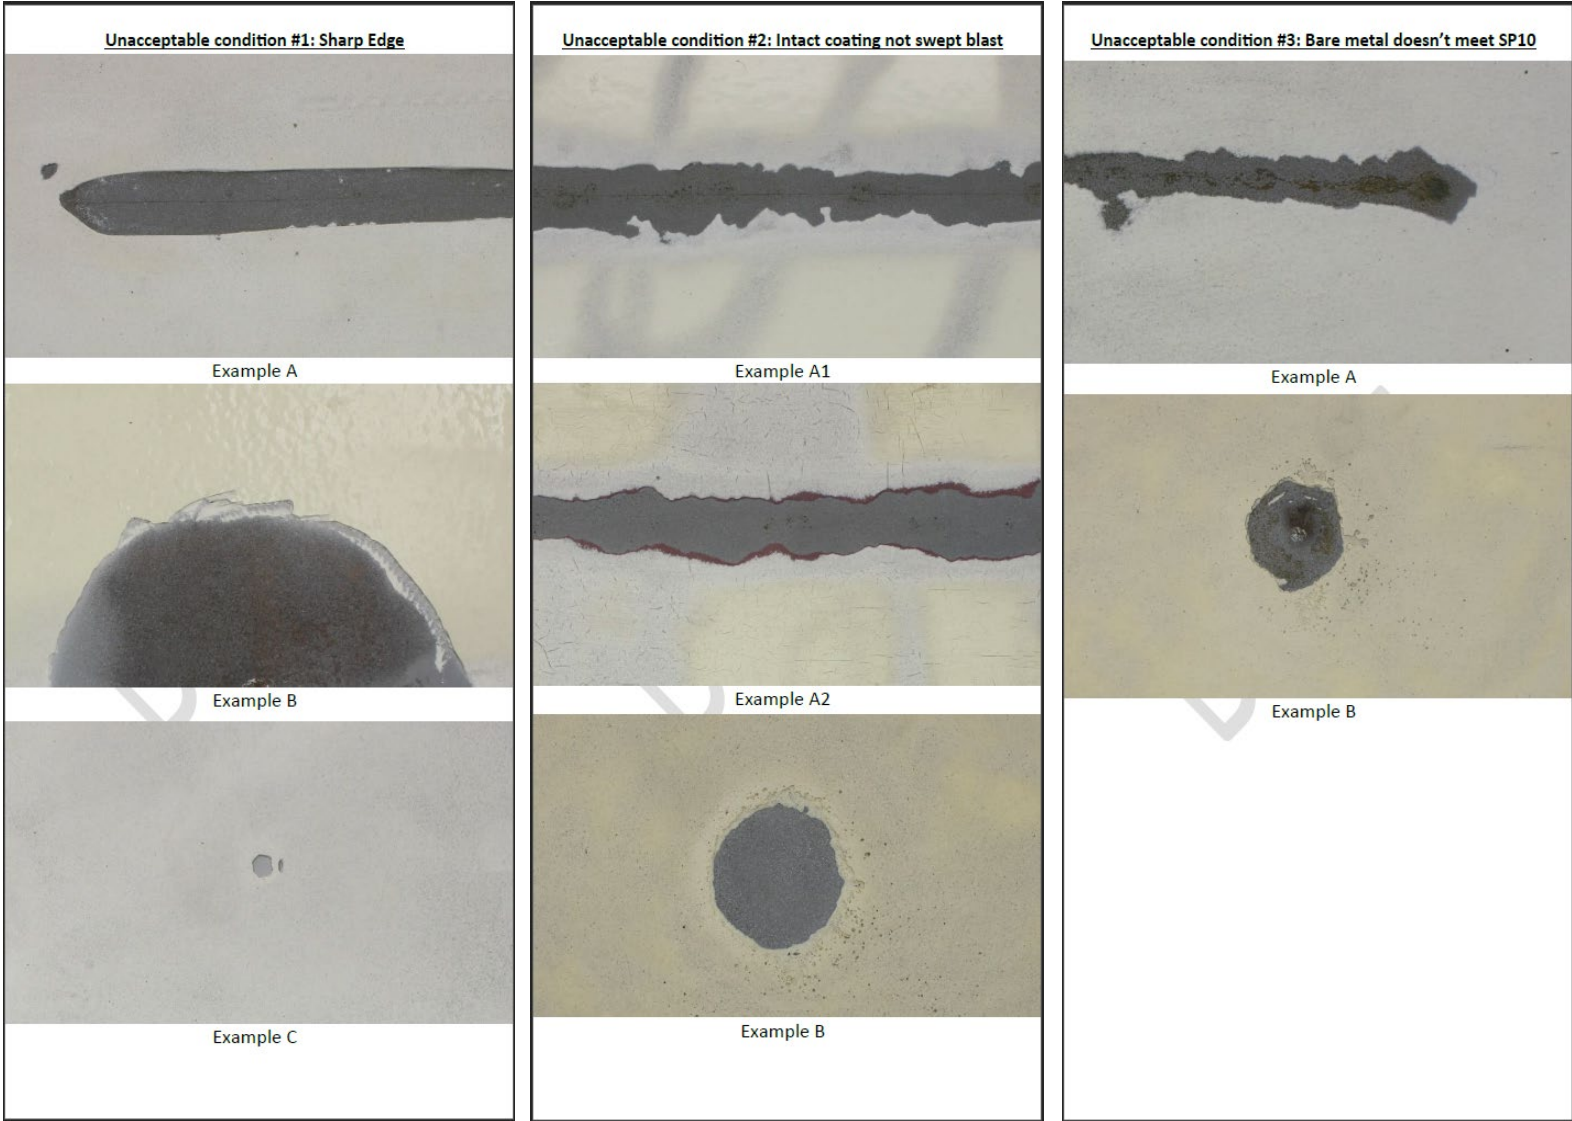 Unacceptable condition #1: Sharp Edge
Example A
Example B
Example C
Unacceptable condition #2: Intact coating not swept blast
Example A1
Example A2
Example B
Unacceptable condition #3: Bare metal doesn't meet SP10
Example A
Example B